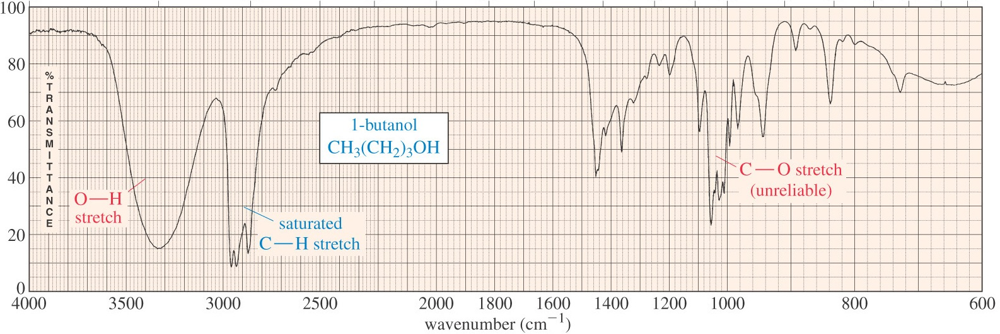 100
80
60
40
20
0
% TRANSMITTANCE
1-butanol
CH₃(CH₂)₃OH
O—H
stretch
saturated
C—H stretch
C—O stretch
(unreliable)
4000 3500 3000 2500 2000 1800 1600 1400 1200 1000 800 600
wavenumber (cm⁻¹)